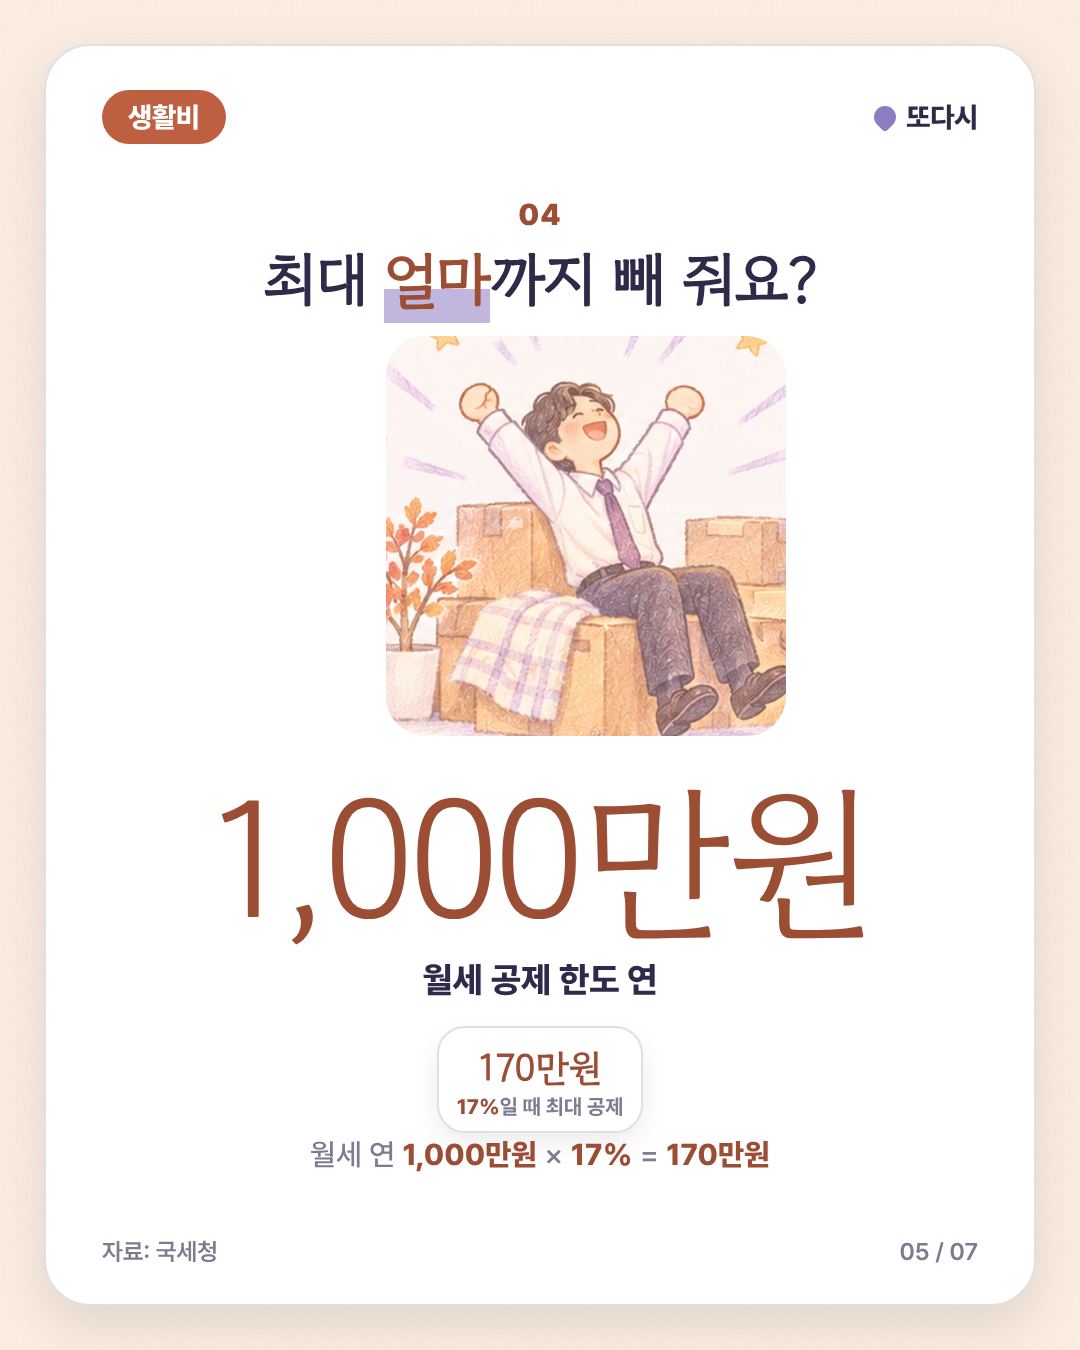 생활비
또다시
04
최대 얼마까지 빼 줘요?
1,000만원
월세 공제 한도 연
170만원
17%일 때 최대 공제
월세 연 1,000만원 × 17% = 170만원
자료: 국세청
05 / 07